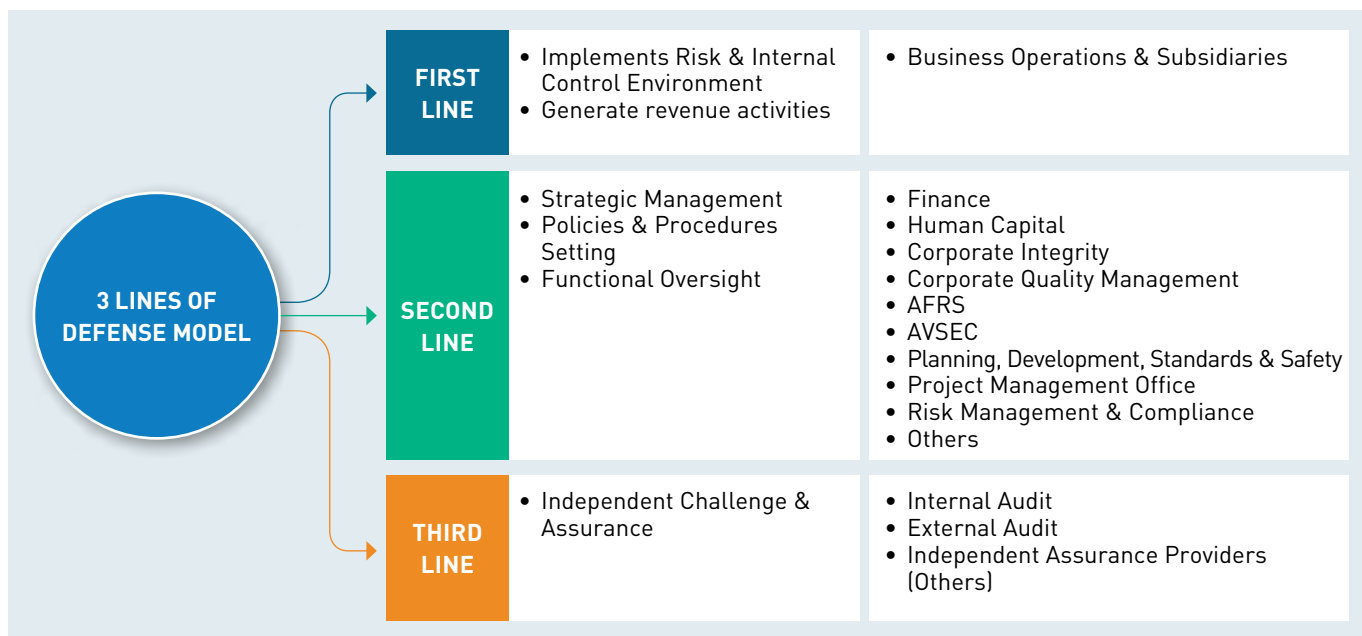 3 LINES OF
DEFENSE MODEL
FIRST
LINE
• Implements Risk & Internal
Control Environment
• Generate revenue activities
• Business Operations & Subsidiaries
SECOND
LINE
• Strategic Management
• Policies & Procedures
Setting
• Functional Oversight
• Finance
• Human Capital
• Corporate Integrity
• Corporate Quality Management
• AFRS
• AVSEC
• Planning, Development, Standards & Safety
• Project Management Office
• Risk Management & Compliance
• Others
THIRD
LINE
• Independent Challenge &
Assurance
• Internal Audit
• External Audit
• Independent Assurance Providers
(Others)